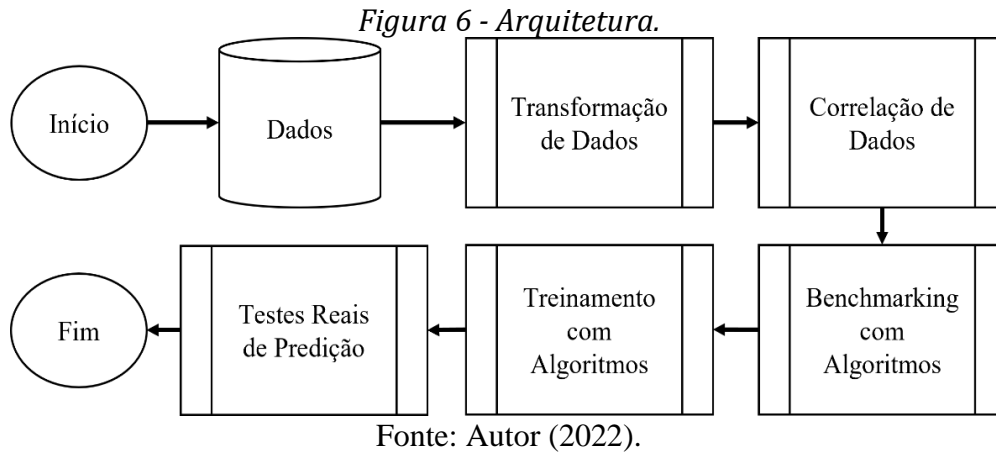 Figura 6 - Arquitetura.
Início
Dados
Transformação
de Dados
Correlação de
Dados
Benchmarking
com
Algoritmos
Treinamento
com
Algoritmos
Testes Reais
de Predição
Fim
Fonte: Autor (2022).